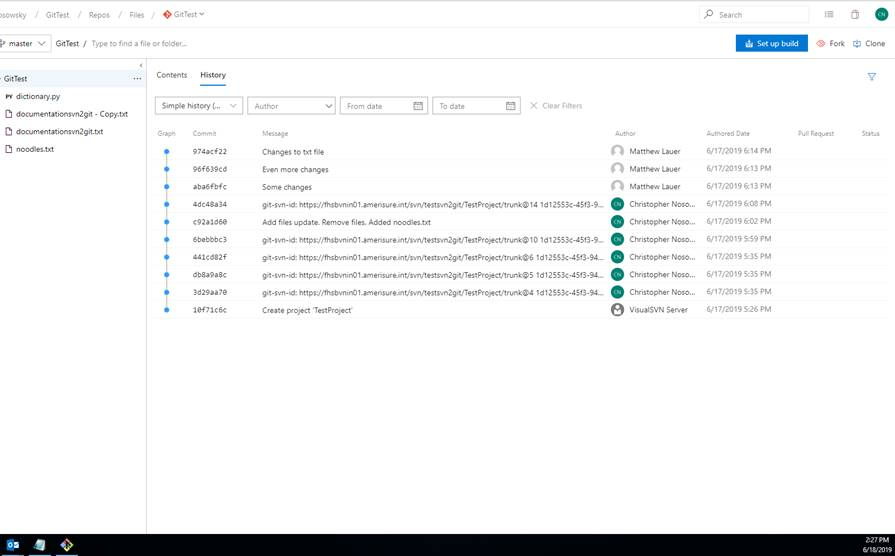 osowsky / GitTest / Repos / Files / GitTest
Search
CN
master
GitTest / Type to find a file or folder...
Set up build
Fork
Clone
GitTest ...
PY dictionary.py
documentationsvn2git - Copy.txt
documentationsvn2git.txt
noodles.txt
Contents
History
Simple history (...
Author
From date
To date
Clear Filters
Graph Commit Message Author Authored Date Pull Request Status
974acf22 Changes to txt file Matthew Lauer 6/17/2019 6:14 PM
96f639cd Even more changes Matthew Lauer 6/17/2019 6:13 PM
aba6fbfc Some changes Matthew Lauer 6/17/2019 6:13 PM
4dc48a34 git-svn-id: https://fhsbvnin01.amerisure.int/svn/testsvn2git/TestProject/trunk@14 1d12553c-45f3-9... CN Christopher Noso... 6/17/2019 6:08 PM
c92a1d60 Add files update. Remove files. Added noodles.txt CN Christopher Noso... 6/17/2019 6:02 PM
6bebbbc3 git-svn-id: https://fhsbvnin01.amerisure.int/svn/testsvn2git/TestProject/trunk@10 1d12553c-45f3-9... CN Christopher Noso... 6/17/2019 5:59 PM
441cd82f git-svn-id: https://fhsbvnin01.amerisure.int/svn/testsvn2git/TestProject/trunk@6 1d12553c-45f3-94... CN Christopher Noso... 6/17/2019 5:35 PM
db8a9a8c git-svn-id: https://fhsbvnin01.amerisure.int/svn/testsvn2git/TestProject/trunk@5 1d12553c-45f3-94... CN Christopher Noso... 6/17/2019 5:35 PM
3d29aa70 git-svn-id: https://fhsbvnin01.amerisure.int/svn/testsvn2git/TestProject/trunk@4 1d12553c-45f3-94... CN Christopher Noso... 6/17/2019 5:35 PM
10f71c6c Create project 'TestProject' VisualSVN Server 6/17/2019 5:26 PM
2:27 PM
6/18/2019